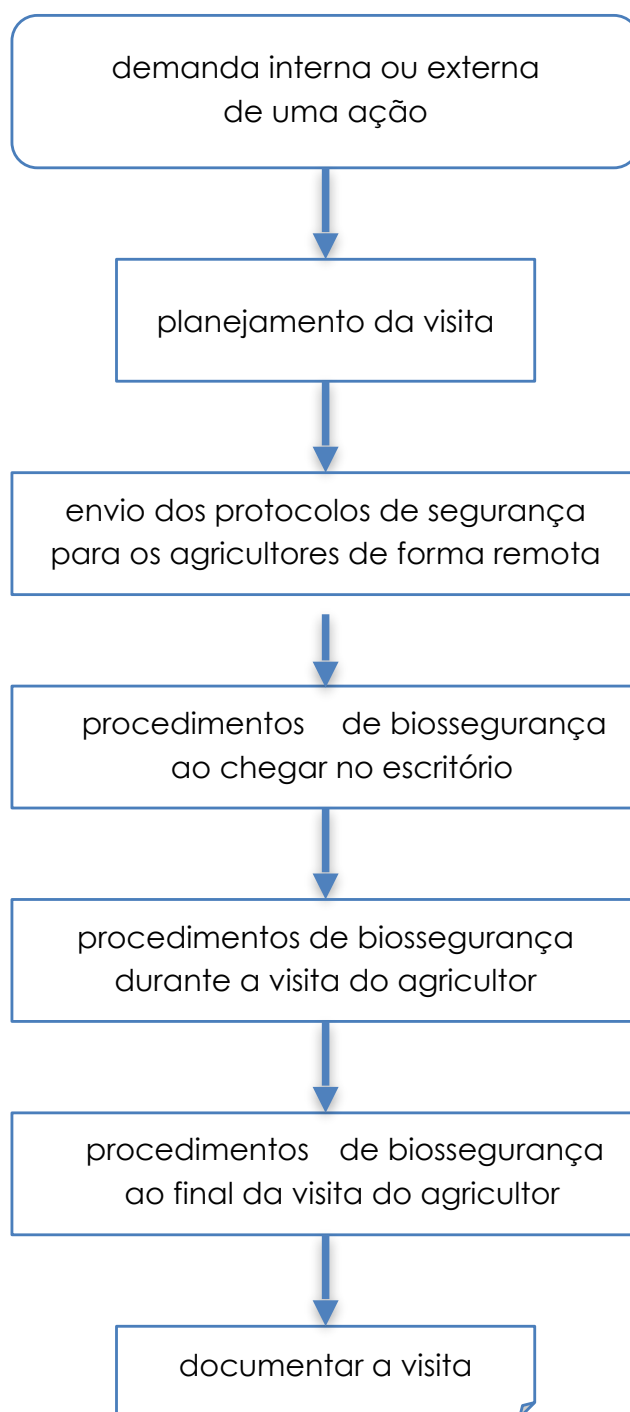 demanda interna ou externa
de uma ação
planejamento da visita
envio dos protocolos de segurança
para os agricultores de forma remota
procedimentos de biossegurança
ao chegar no escritório
procedimentos de biossegurança
durante a visita do agricultor
procedimentos de biossegurança
ao final da visita do agricultor
documentar a visita